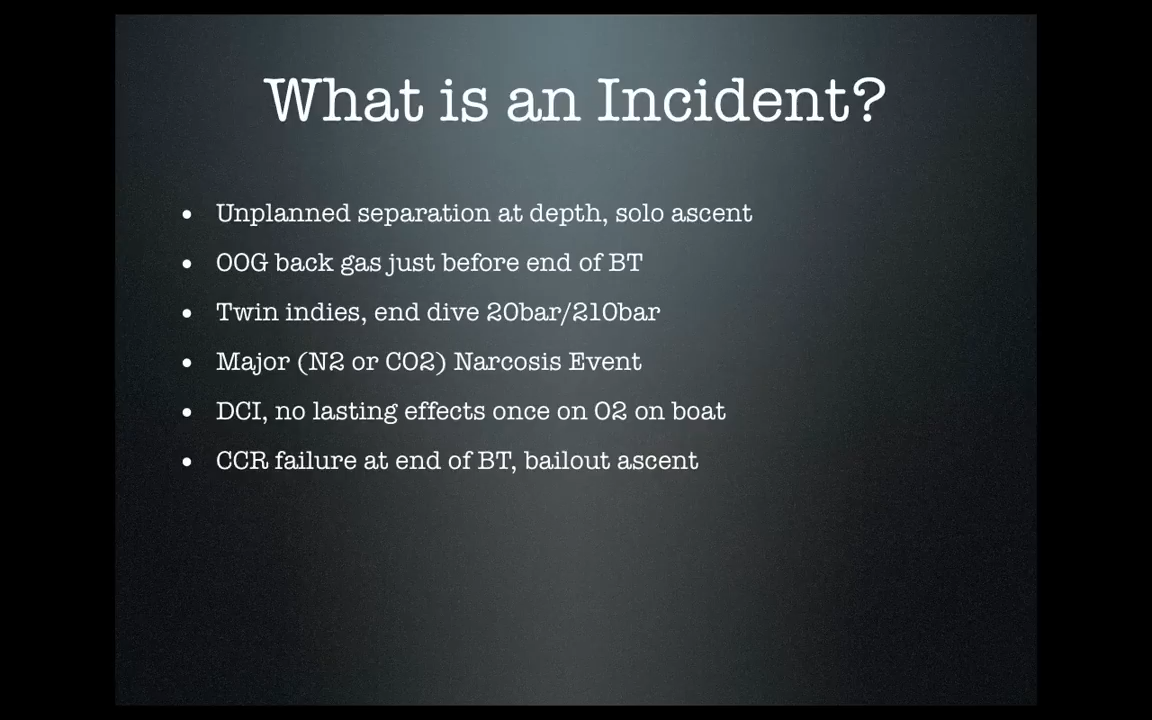 What is an Incident?
• Unplanned separation at depth, solo ascent
• OOG back gas just before end of BT
• Twin indies, end dive 20bar/210bar
• Major (N2 or CO2) Narcosis Event
• DCI, no lasting effects once on O2 on boat
• CCR failure at end of BT, bailout ascent